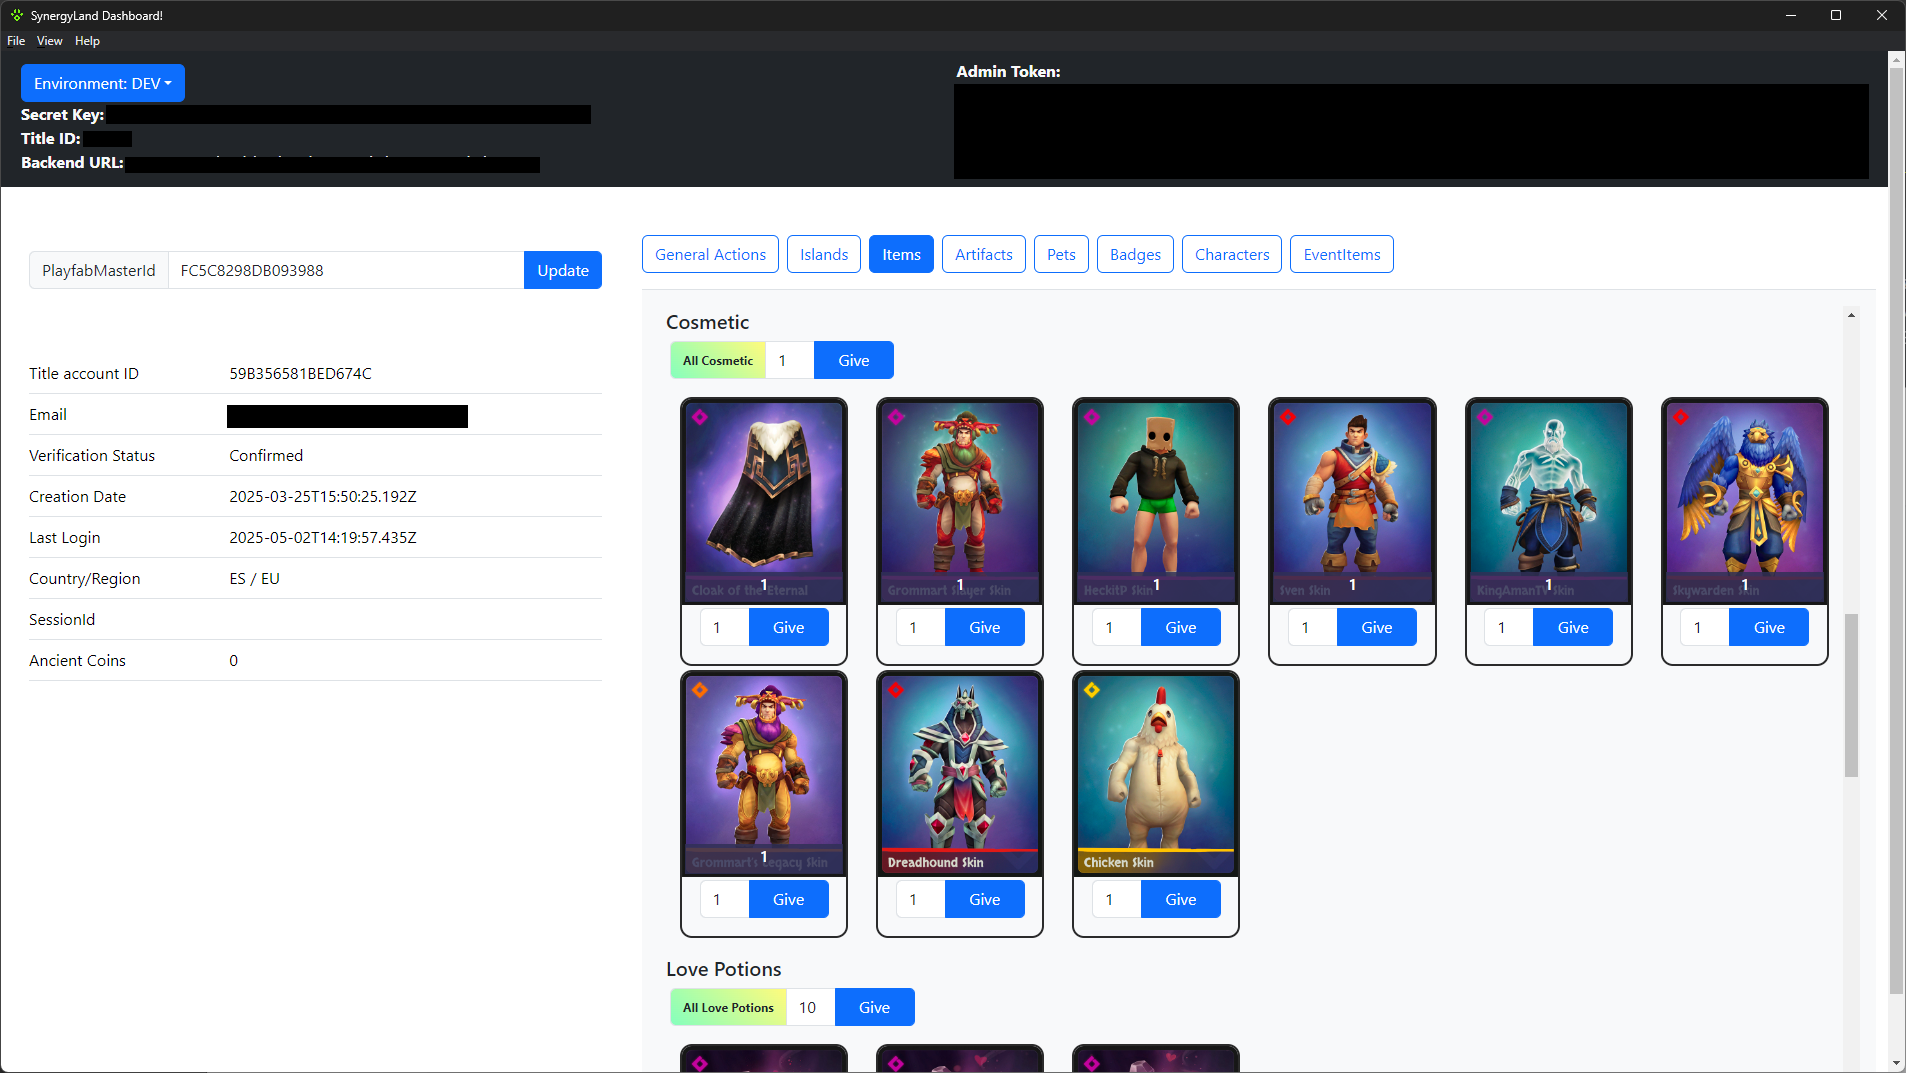 SynergyLand Dashboard!
File View Help
Environment: DEV
Secret Key:
Title ID:
Backend URL:
Admin Token:
PlayfabMasterId FC5C8298DB093988 Update
Title account ID 59B356581BED674C
Email
Verification Status Confirmed
Creation Date 2025-03-25T15:50:25.192Z
Last Login 2025-05-02T14:19:57.435Z
Country/Region ES / EU
SessionId
Ancient Coins 0
General Actions Islands Items Artifacts Pets Badges Characters EventItems
Cosmetic
All Cosmetic 1 Give
Cloak of the Eternal 1
Grommart Slayer Skin 1
HeckitP Skin 1
Sven Skin 1
KingAmanTV Skin 1
Skywarden Skin 1
1 Give 1 Give 1 Give 1 Give 1 Give 1 Give
Grommart's Legacy Skin 1
Dreadhound Skin
Chicken Skin
1 Give 1 Give 1 Give
Love Potions
All Love Potions 10 Give